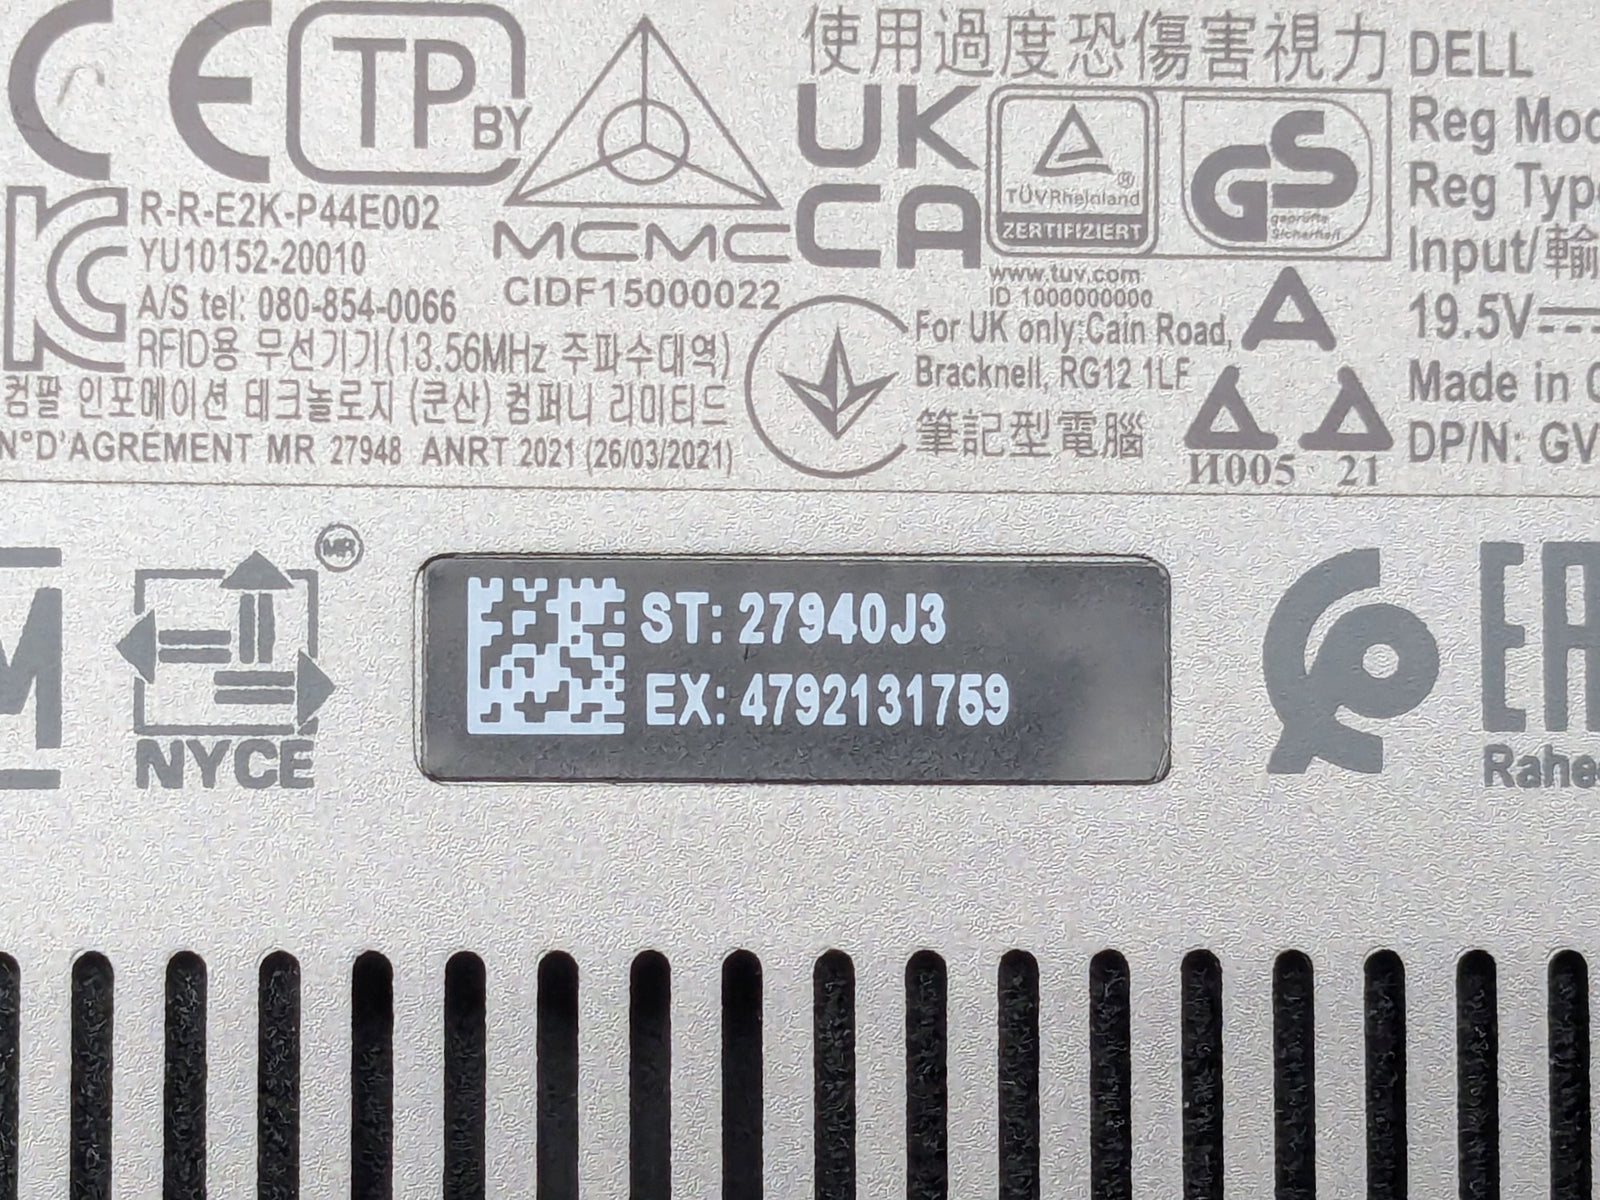 CE TP BY
使用過度恐傷害視力 DELL
UK
CA
Reg Mod
TÜVRheinland®
ZERTIFIZIERT
GS
geprüfte
Sicherheit
Reg Type
R-R-E2K-P44E002
YU10152-20010
A/S tel: 080-854-0066
MCMC
CIDF15000022
www.tuv.com
ID 1000000000
Input/輸
19.5V
RFID용 무선기기(13.56MHz 주파수대역)
컴팔 인포메이션 테크놀로지 (쿤산) 컴퍼니 리미티드
N°D'AGRÉMENT MR 27948 ANRT 2021 (26/03/2021)
For UK only:Cain Road,
Bracknell, RG12 1LF
筆記型電腦
И005 21
Made in C
DP/N: GV
M
MR
NYCE
ST: 27940J3
EX: 4792131759
EA
Rahe